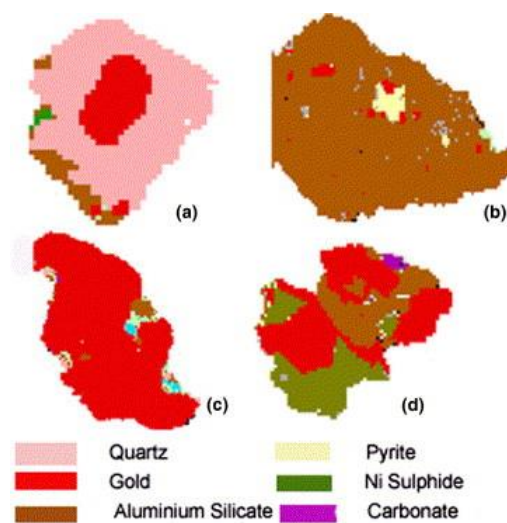 (a)
(b)
(c)
(d)
Quartz Pyrite
Gold Ni Sulphide
Aluminium Silicate Carbonate